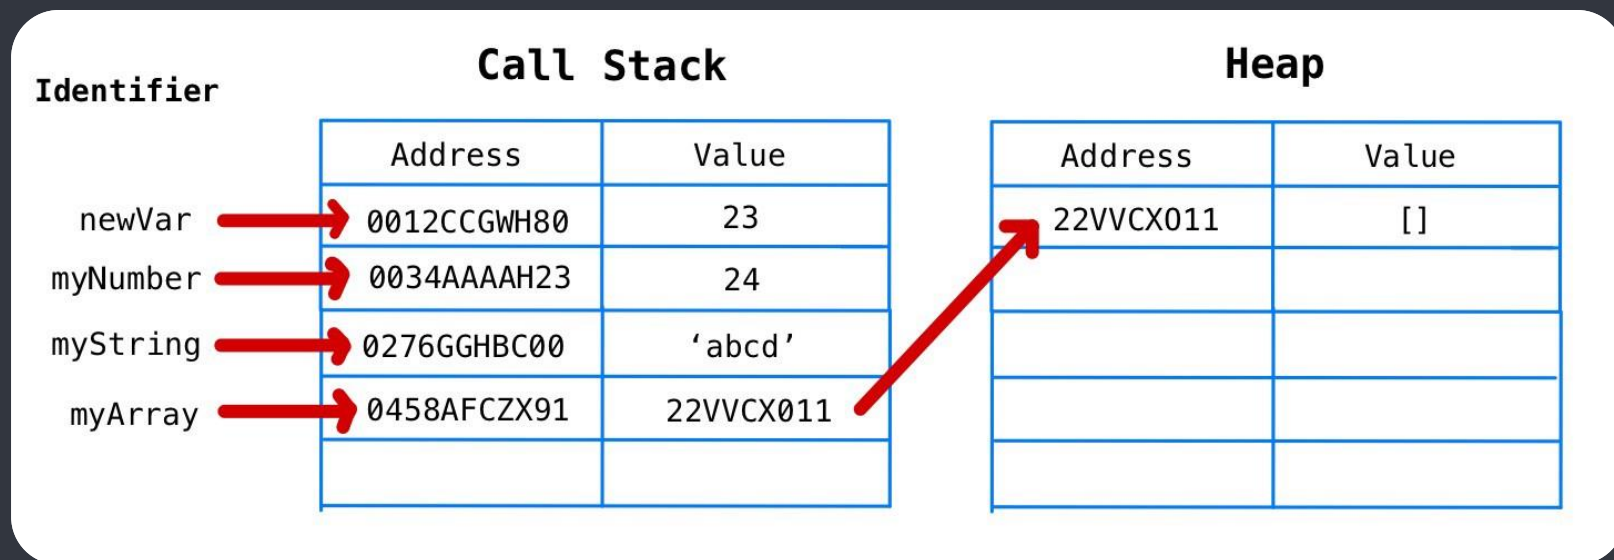 Call Stack Heap
Identifier
Address Value Address Value
newVar 0012CCGWH80 23 22VVCX011 []
myNumber 0034AAAAH23 24
myString 0276GGHBC00 ‘abcd’
myArray 0458AFCZX91 22VVCX011